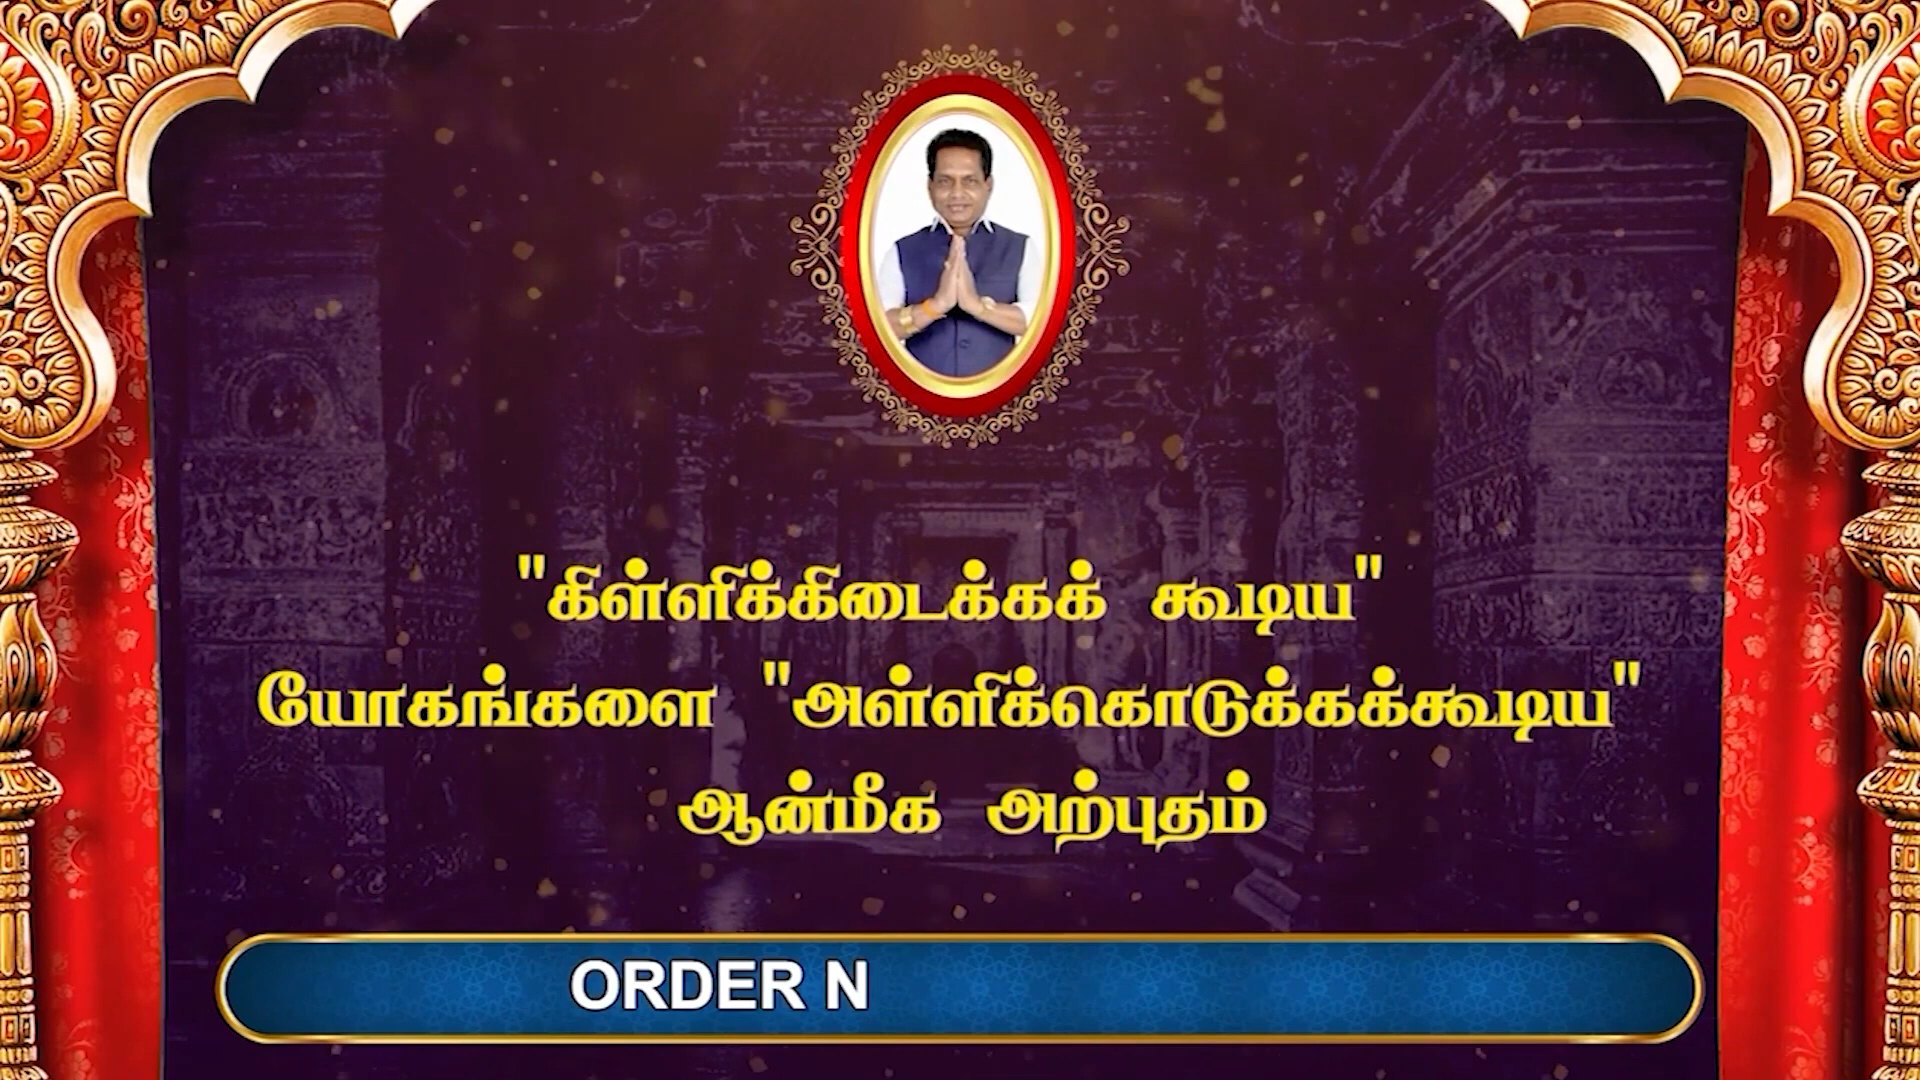 "கிள்ளிக்கிடைக்கக் கூடிய"
யோகங்களை "அள்ளிக்கொடுக்கக்கூடிய"
ஆன்மீக அற்புதம்
ORDER N